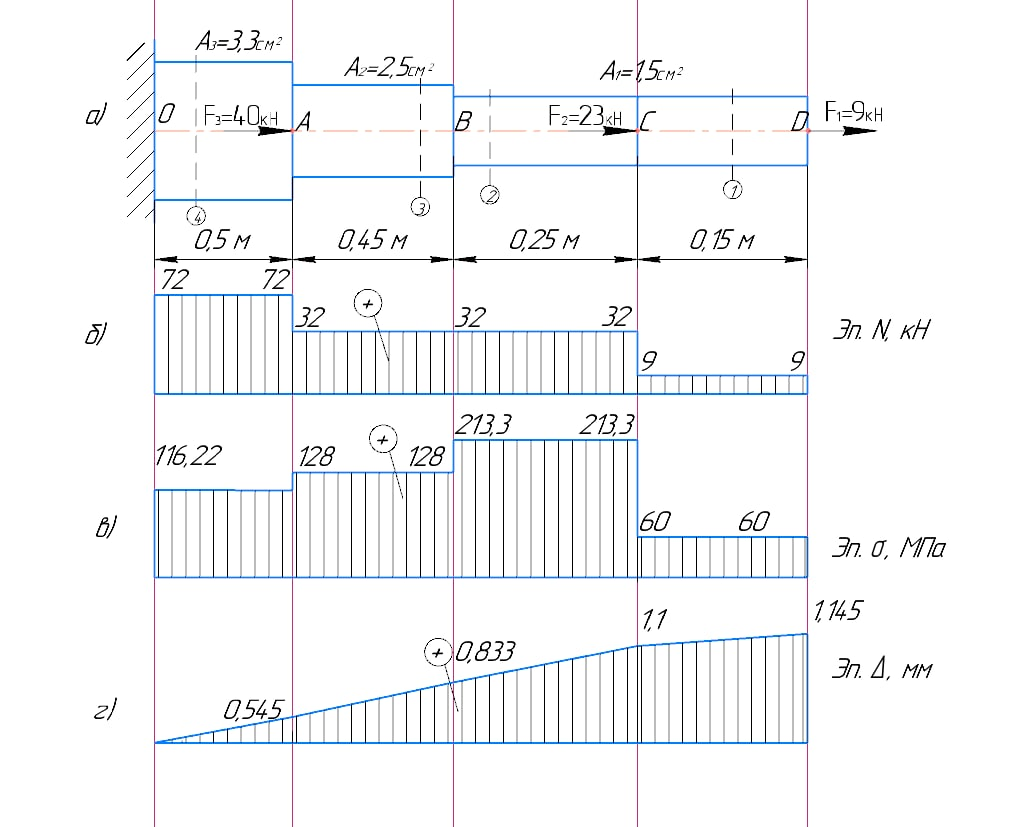 A₃=3,3см²
A₂=2,5см²
A₁=1,5см²
а)
O
F₃=40кН
A
B
F₂=23кН
C
D
F₁=9кН
4
3
2
1
0,5 м
0,45 м
0,25 м
0,15 м
72 72
32
+
32 32
9 9
б)
Эп. N, кН
116,22
128
+
128
213,3 213,3
60 60
в)
Эп. σ, МПа
0,545
+
0,833
1,1
1,145
г)
Эп. Δ, мм